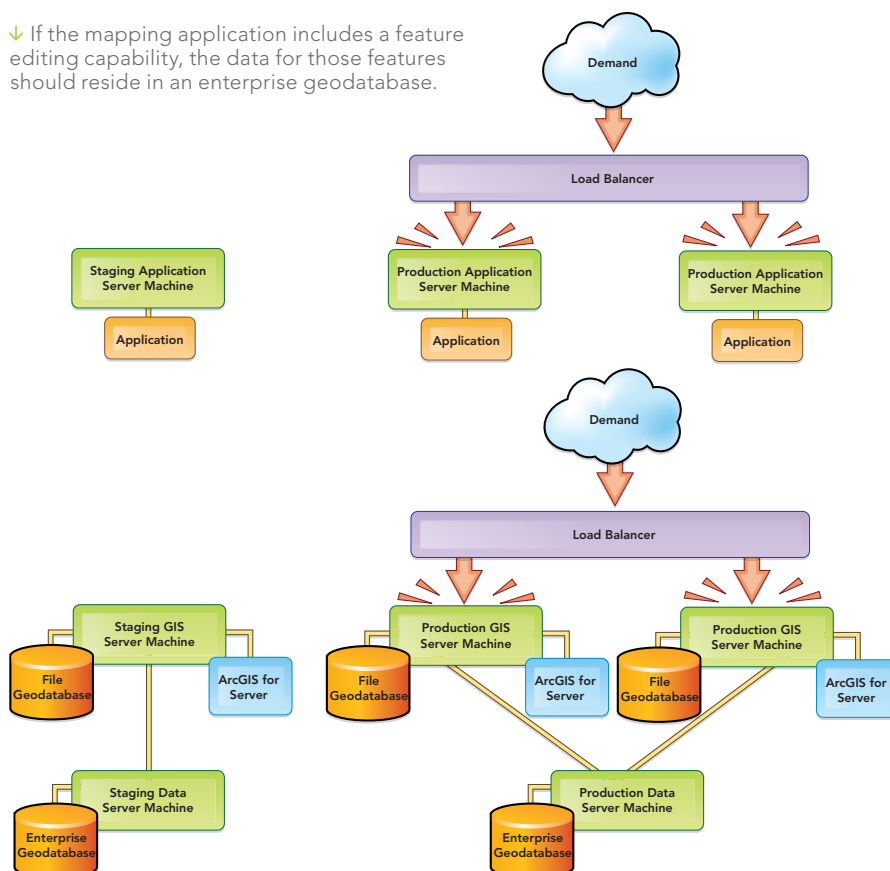 ↓ If the mapping application includes a feature
editing capability, the data for those features
should reside in an enterprise geodatabase.
Demand
Load Balancer
Staging Application
Server Machine
Production Application
Server Machine
Production Application
Server Machine
Application
Application
Application
Demand
Load Balancer
Staging GIS
Server Machine
Production GIS
Server Machine
Production GIS
Server Machine
File
Geodatabase
ArcGIS for
Server
File
Geodatabase
ArcGIS for
Server
File
Geodatabase
ArcGIS for
Server
Staging Data
Server Machine
Production Data
Server Machine
Enterprise
Geodatabase
Enterprise
Geodatabase